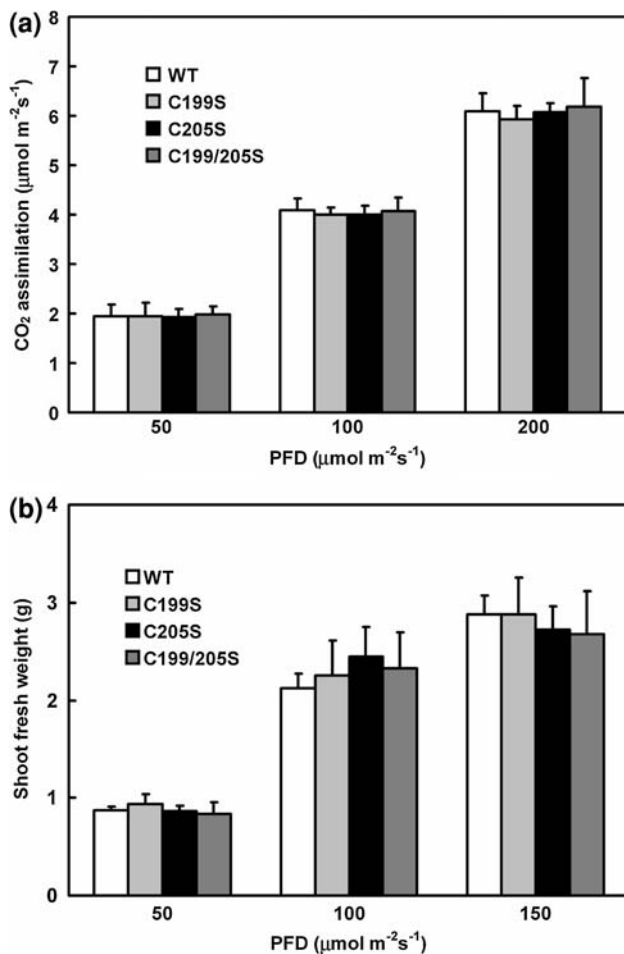 (a)
8
7
6
5
4
3
2
1
0
CO₂ assimilation (μmol m⁻²s⁻¹)
WT
C199S
C205S
C199/205S
50 100 200
PFD (μmol m⁻²s⁻¹)
(b)
4
3
2
1
0
Shoot fresh weight (g)
WT
C199S
C205S
C199/205S
50 100 150
PFD (μmol m⁻²s⁻¹)